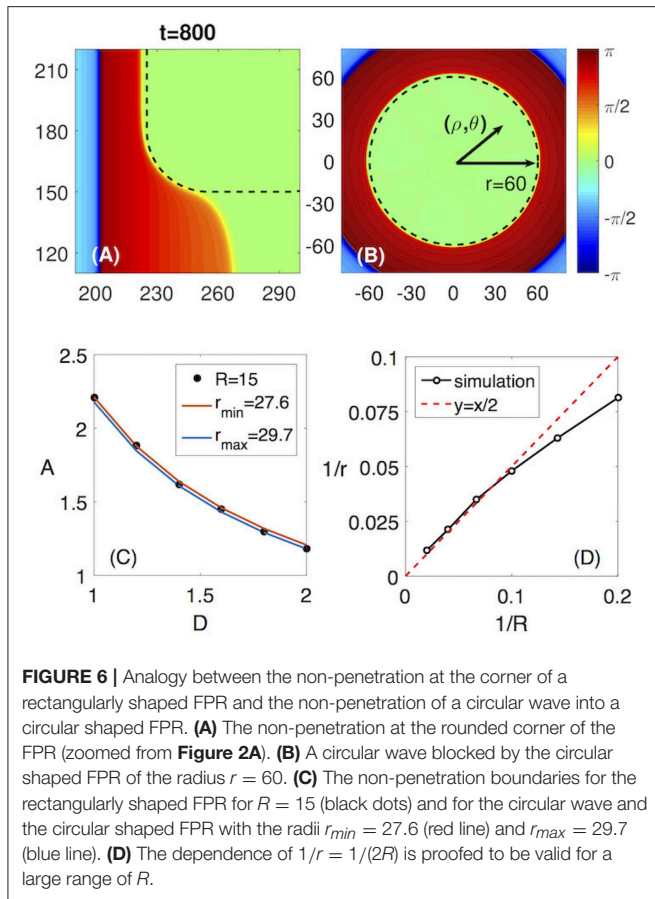 t=800
210
180
150
120
(A)
190 230 260 290
60
30
0
-30
-60
(ρ,θ)
r=60
(B)
-60 -30 0 30 60
π
π/2
0
-π/2
-π
2.5
2
A
1.5
1
R=15
r_min=27.6
r_max=29.7
(C)
1 1.5 2
D
0.1
0.075
1/r
0.05
0.025
0
simulation
y=x/2
(D)
0 0.1 0.2
1/R
FIGURE 6 | Analogy between the non-penetration at the corner of a
rectangularly shaped FPR and the non-penetration of a circular wave into a
circular shaped FPR. (A) The non-penetration at the rounded corner of the
FPR (zoomed from Figure 2A). (B) A circular wave blocked by the circular
shaped FPR of the radius r = 60. (C) The non-penetration boundaries for the
rectangularly shaped FPR for R = 15 (black dots) and for the circular wave and
the circular shaped FPR with the radii r_min = 27.6 (red line) and r_max = 29.7
(blue line). (D) The dependence of 1/r = 1/(2R) is proofed to be valid for a
large range of R.